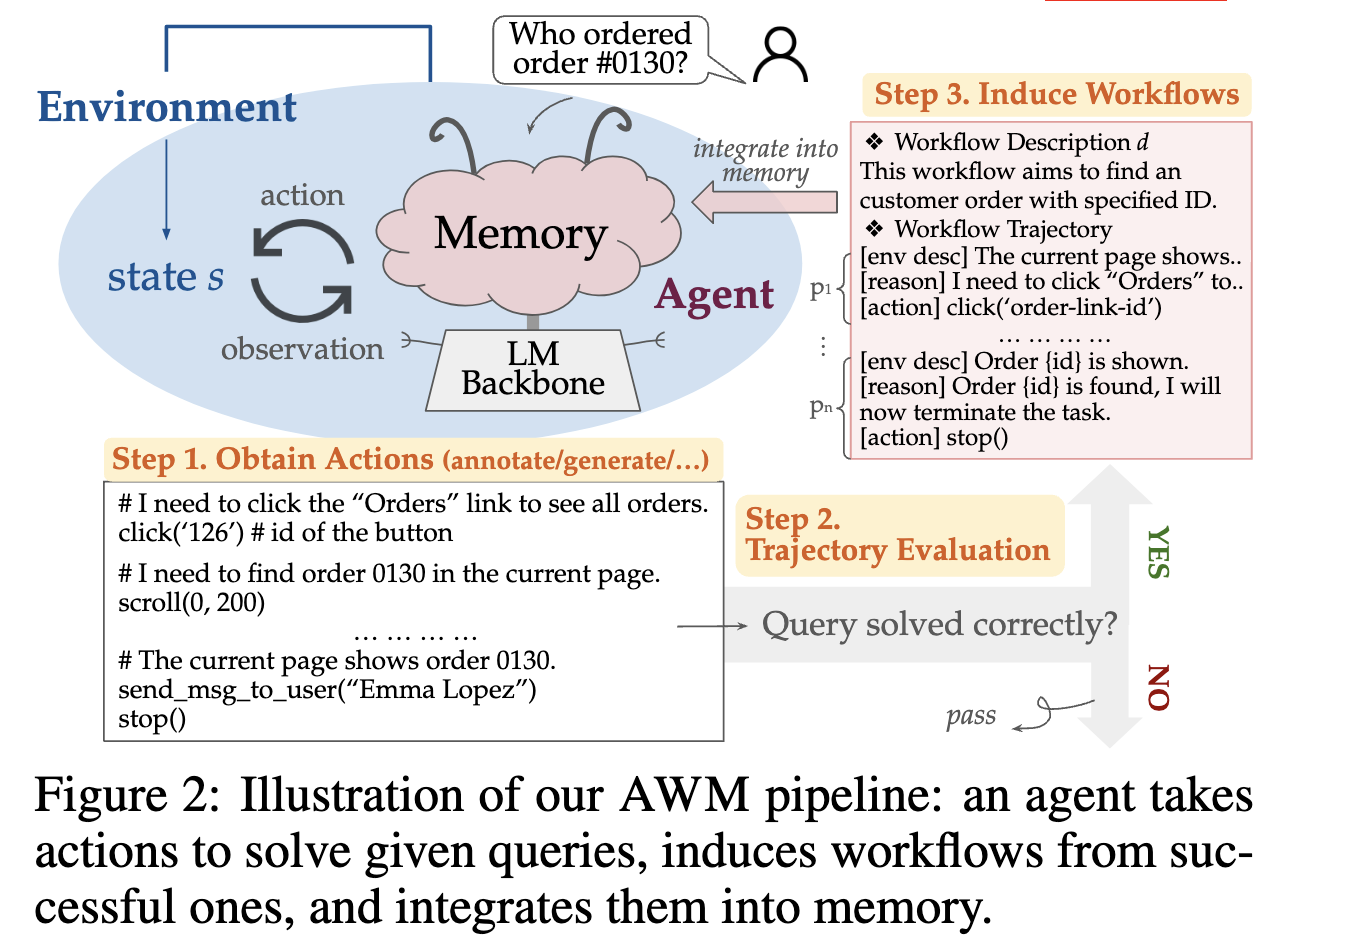 Who ordered
order #0130?
Environment
action
state s
observation
Memory
Agent
LM
Backbone
integrate into
memory
Step 3. Induce Workflows
❖ Workflow Description d
This workflow aims to find an
customer order with specified ID.
❖ Workflow Trajectory
[env desc] The current page shows..
[reason] I need to click “Orders” to..
[action] click(‘order-link-id’)
p1
… … … …
⋮
[env desc] Order {id} is shown.
[reason] Order {id} is found, I will
now terminate the task.
[action] stop()
pn
Step 1. Obtain Actions (annotate/generate/…)
# I need to click the “Orders” link to see all orders.
click(‘126’) # id of the button
# I need to find order 0130 in the current page.
scroll(0, 200)
… … … …
# The current page shows order 0130.
send_msg_to_user(“Emma Lopez”)
stop()
Step 2.
Trajectory Evaluation
Query solved correctly?
YES
NO
pass
Figure 2: Illustration of our AWM pipeline: an agent takes
actions to solve given queries, induces workflows from suc-
cessful ones, and integrates them into memory.